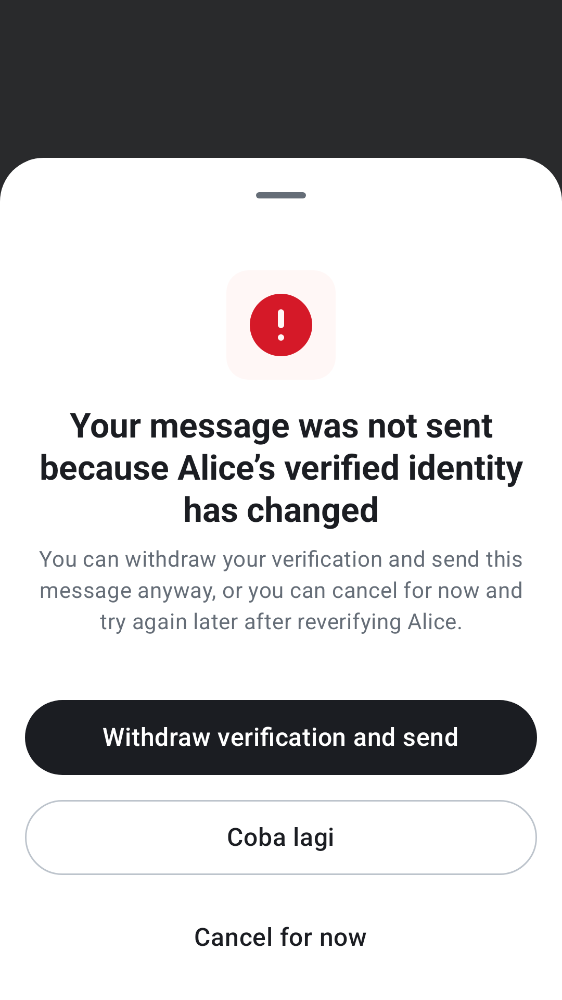 Your message was not sent
because Alice’s verified identity
has changed
You can withdraw your verification and send this
message anyway, or you can cancel for now and
try again later after reverifying Alice.
Withdraw verification and send
Coba lagi
Cancel for now